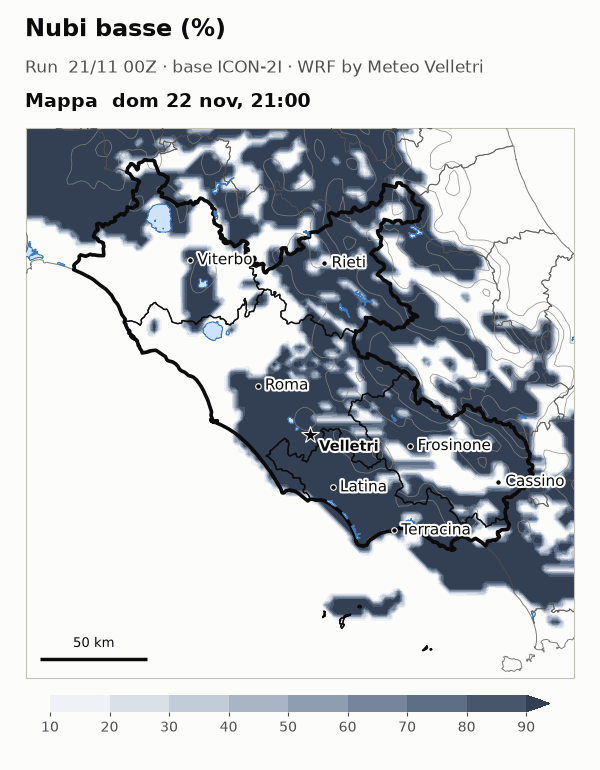 Nubi basse (%)
Run 21/11 00Z · base ICON-2I · WRF by Meteo Velletri
Mappa dom 22 nov, 21:00
Viterbo
Rieti
Roma
Velletri
Frosinone
Latina
Cassino
Terracina
50 km
10 20 30 40 50 60 70 80 90